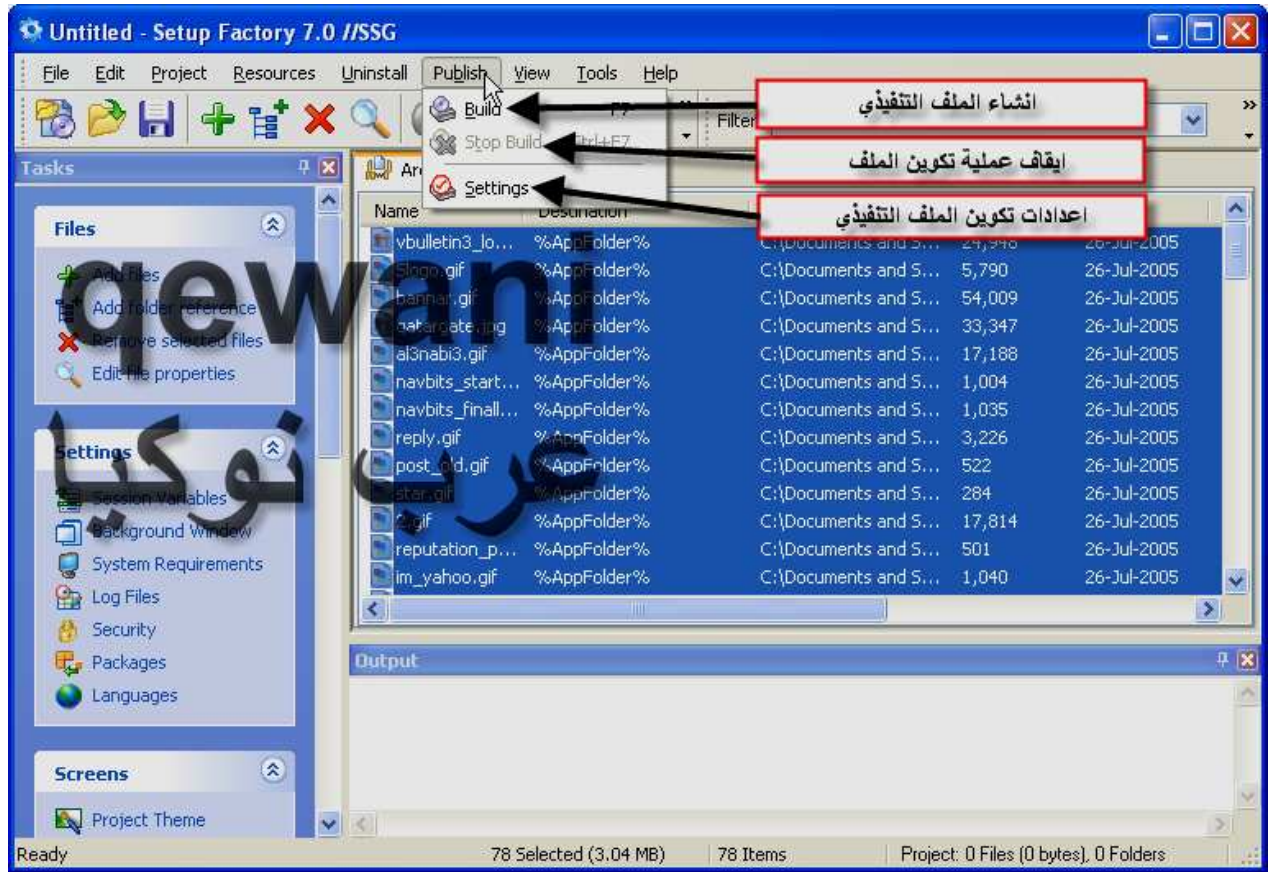 Untitled - Setup Factory 7.0 //SSG
File Edit Project Resources Uninstall Publish View Tools Help
Build F7
Stop Build Ctrl+F7
Settings
انشاء الملف التنفيذي
ايقاف عملية تكوين الملف
اعدادات تكوين الملف التنفيذي
Filter
Tasks
Files
Add files
Add folder reference
Remove selected files
Edit file properties
Settings
Session Variables
Background Window
System Requirements
Log Files
Security
Packages
Languages
Screens
Project Theme
Name Destination
vbulletin3_lo... %AppFolder% C:\Documents and S... 24,948 26-Jul-2005
Slogo.gif %AppFolder% C:\Documents and S... 5,790 26-Jul-2005
bannar.gif %AppFolder% C:\Documents and S... 54,009 26-Jul-2005
qatargate.jpg %AppFolder% C:\Documents and S... 33,347 26-Jul-2005
al3nabi3.gif %AppFolder% C:\Documents and S... 17,188 26-Jul-2005
navbits_start... %AppFolder% C:\Documents and S... 1,004 26-Jul-2005
navbits_finall... %AppFolder% C:\Documents and S... 1,035 26-Jul-2005
reply.gif %AppFolder% C:\Documents and S... 3,226 26-Jul-2005
post_old.gif %AppFolder% C:\Documents and S... 522 26-Jul-2005
star.gif %AppFolder% C:\Documents and S... 284 26-Jul-2005
2.gif %AppFolder% C:\Documents and S... 17,814 26-Jul-2005
reputation_p... %AppFolder% C:\Documents and S... 501 26-Jul-2005
im_yahoo.gif %AppFolder% C:\Documents and S... 1,040 26-Jul-2005
qewani
عرب نوكيا
Output
Ready 78 Selected (3.04 MB) 78 Items Project: 0 Files (0 bytes), 0 Folders